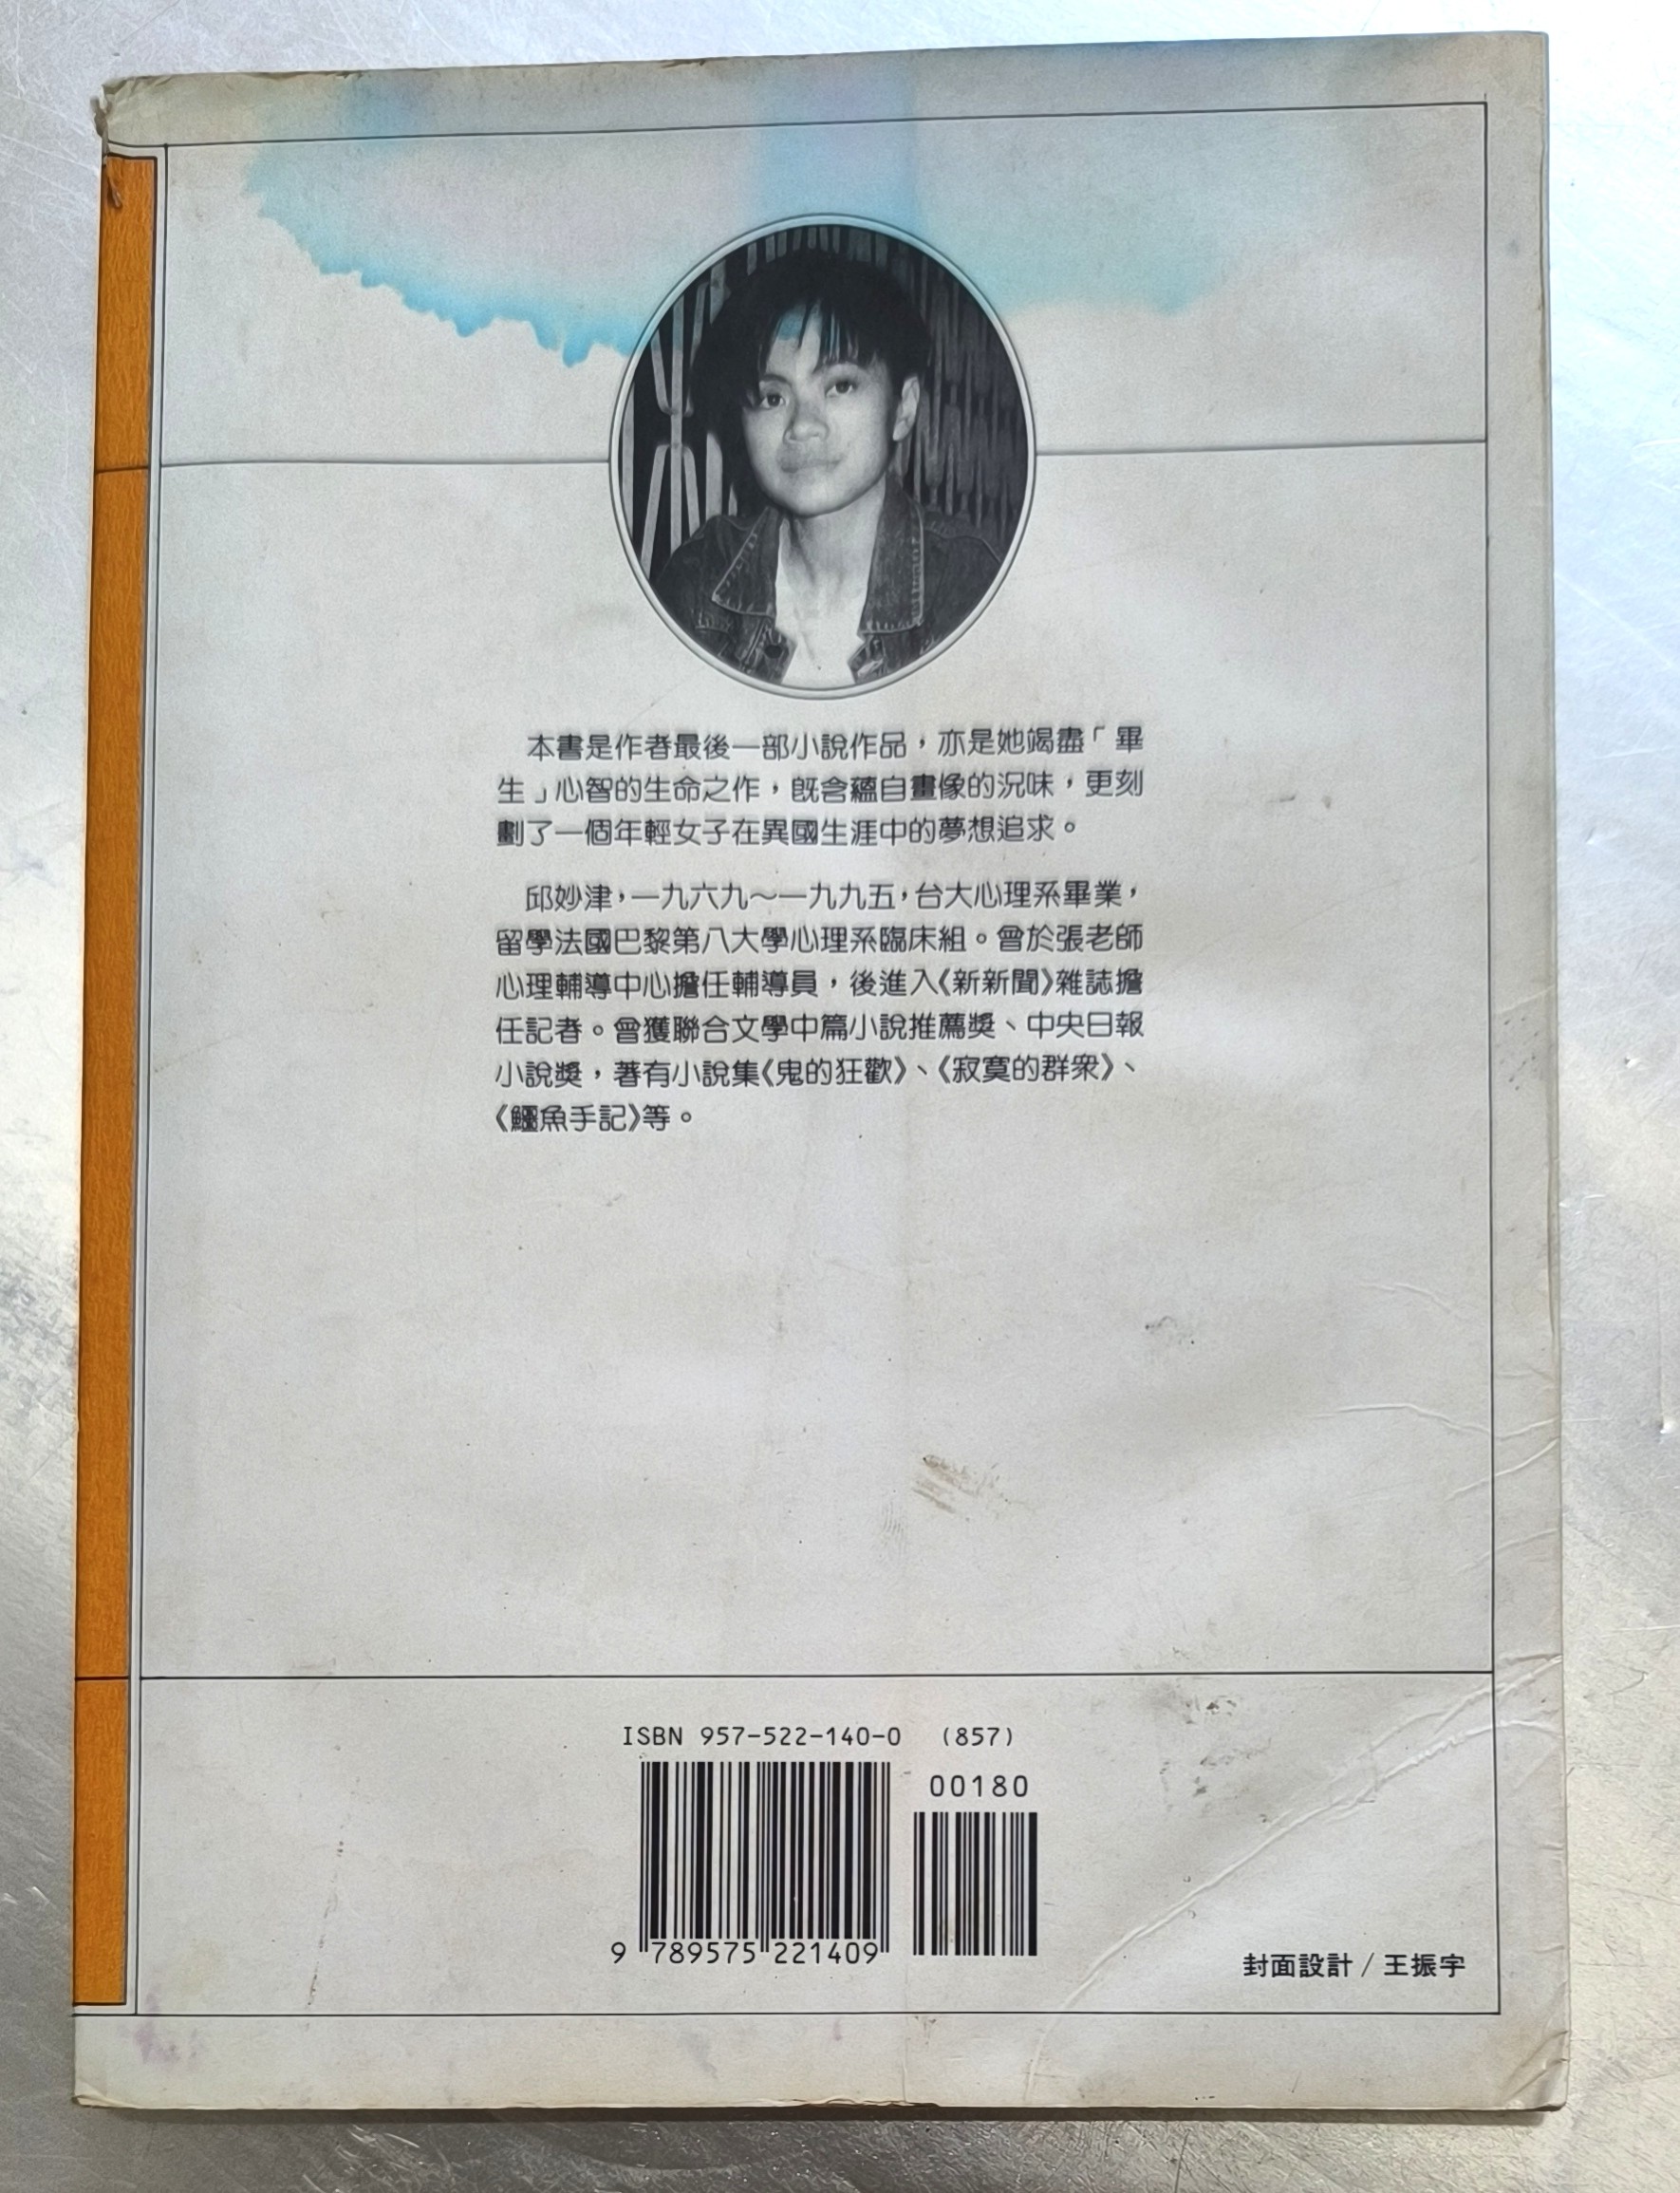 本書是作者最後一部小說作品，亦是她竭盡「畢
生」心智的生命之作，既含蘊自畫像的況味，更刻
劃了一個年輕女子在異國生涯中的夢想追求。
邱妙津，一九六九～一九九五，台大心理系畢業，
留學法國巴黎第八大學心理系臨床組。曾於張老師
心理輔導中心擔任輔導員，後進入《新新聞》雜誌擔
任記者。曾獲聯合文學中篇小說推薦獎、中央日報
小說獎，著有小說集《鬼的狂歡》、《寂寞的群衆》、
《鱷魚手記》等。
ISBN 957-522-140-0 (857)
00180
9 789575 221409
封面設計／王振宇